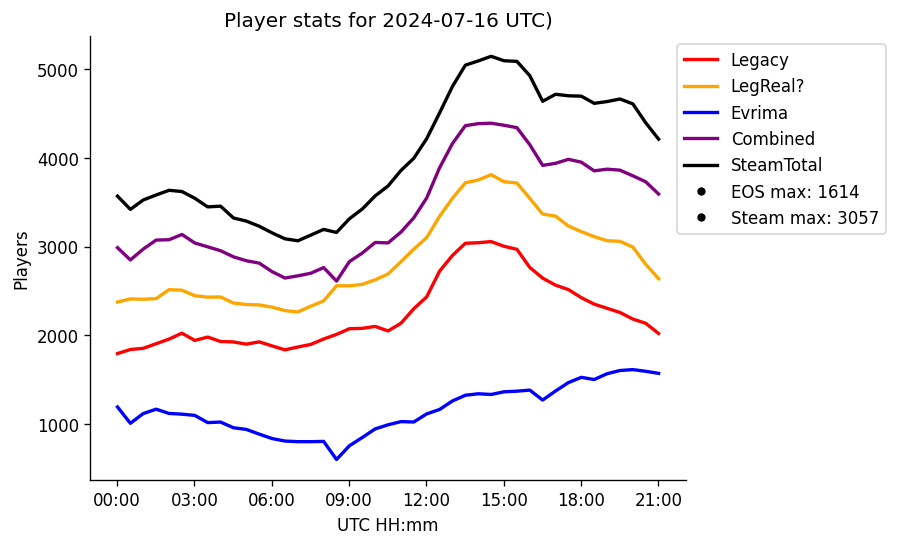 Player stats for 2024-07-16 UTC)
Players
5000
4000
3000
2000
1000
00:00 03:00 06:00 09:00 12:00 15:00 18:00 21:00
UTC HH:mm
Legacy
LegReal?
Evrima
Combined
SteamTotal
EOS max: 1614
Steam max: 3057